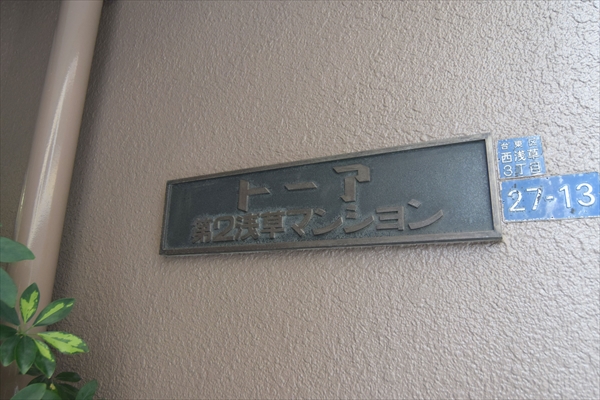 トーア
第2浅草マンション
台東区
西浅草
3丁目
27-13